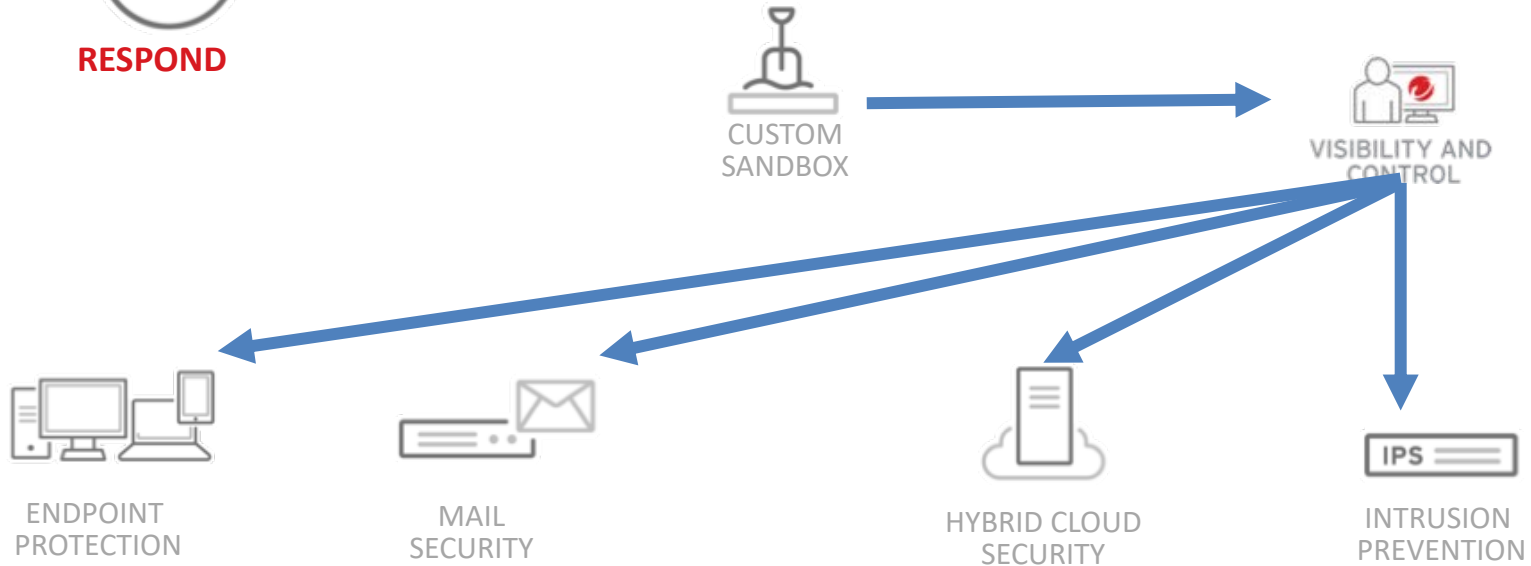 RESPOND
CUSTOM
SANDBOX
VISIBILITY AND
CONTROL
ENDPOINT
PROTECTION
MAIL
SECURITY
HYBRID CLOUD
SECURITY
IPS
INTRUSION
PREVENTION